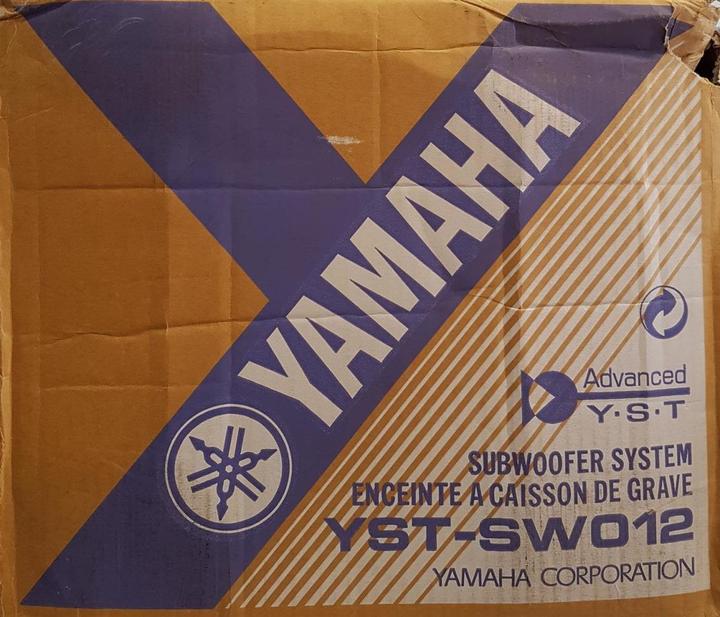 YAMAHA
Advanced
Y·S·T
SUBWOOFER SYSTEM
ENCEINTE A CAISSON DE GRAVE
YST-SW012
YAMAHA CORPORATION